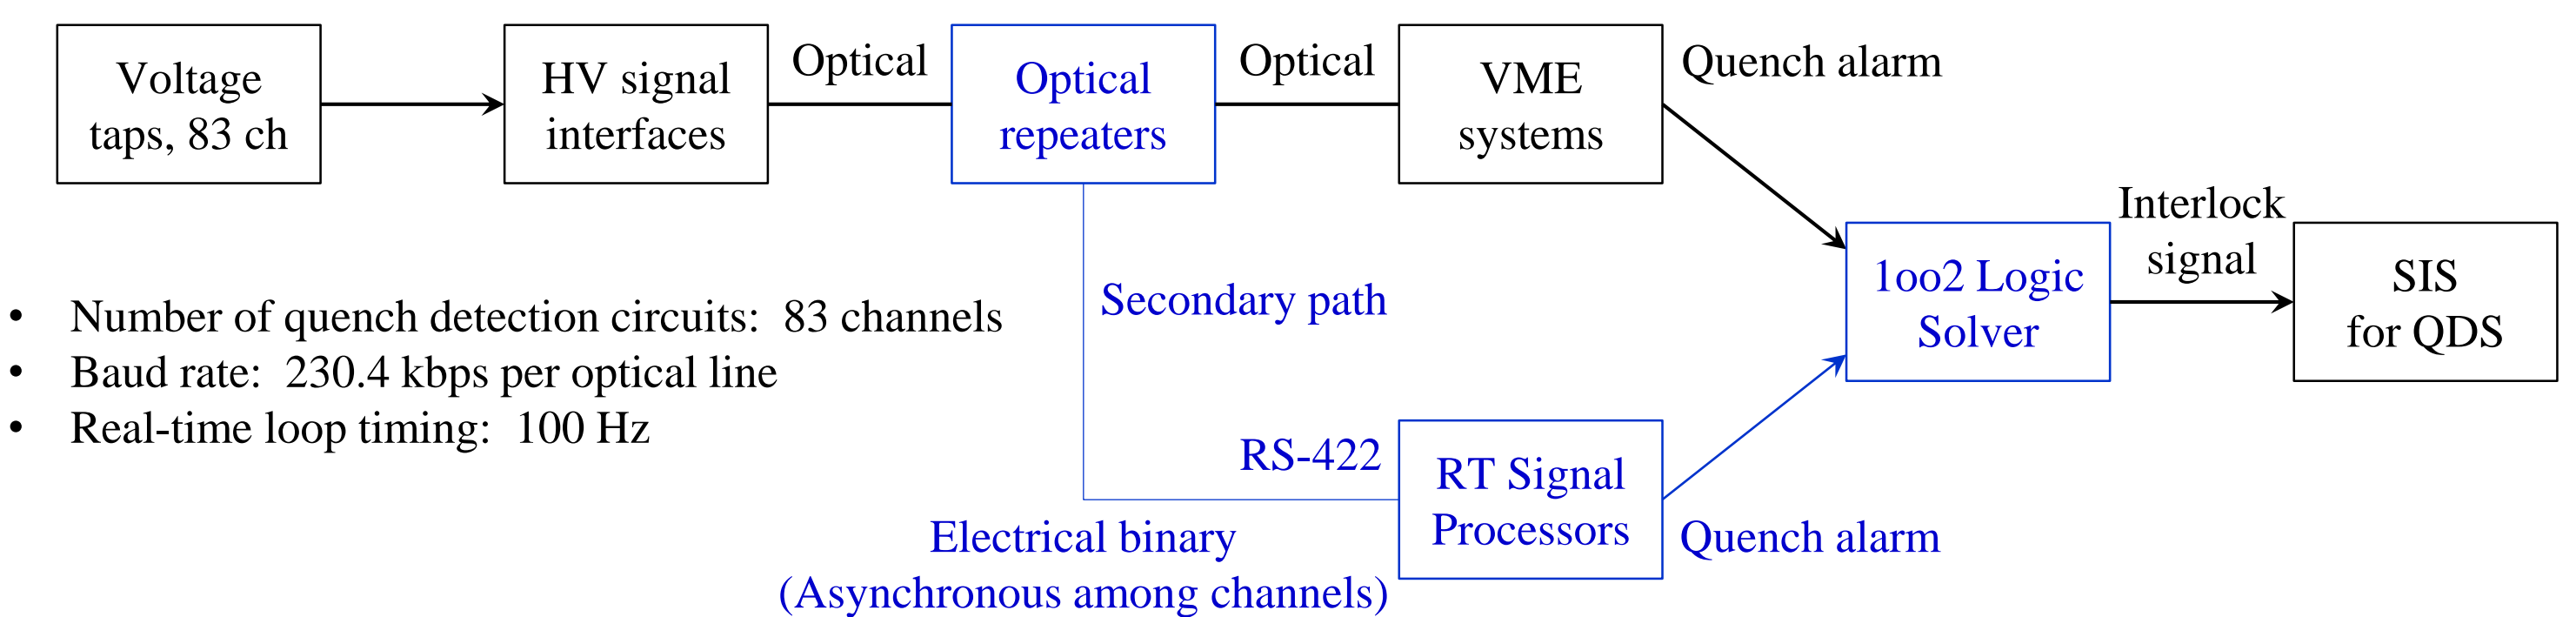 Voltage
taps, 83 ch
HV signal
interfaces
Optical
Optical
repeaters
Optical
VME
systems
Quench alarm
Interlock
signal
1oo2 Logic
Solver
SIS
for QDS
Secondary path
• Number of quench detection circuits: 83 channels
• Baud rate: 230.4 kbps per optical line
• Real-time loop timing: 100 Hz
RS-422
RT Signal
Processors
Electrical binary
(Asynchronous among channels)
Quench alarm